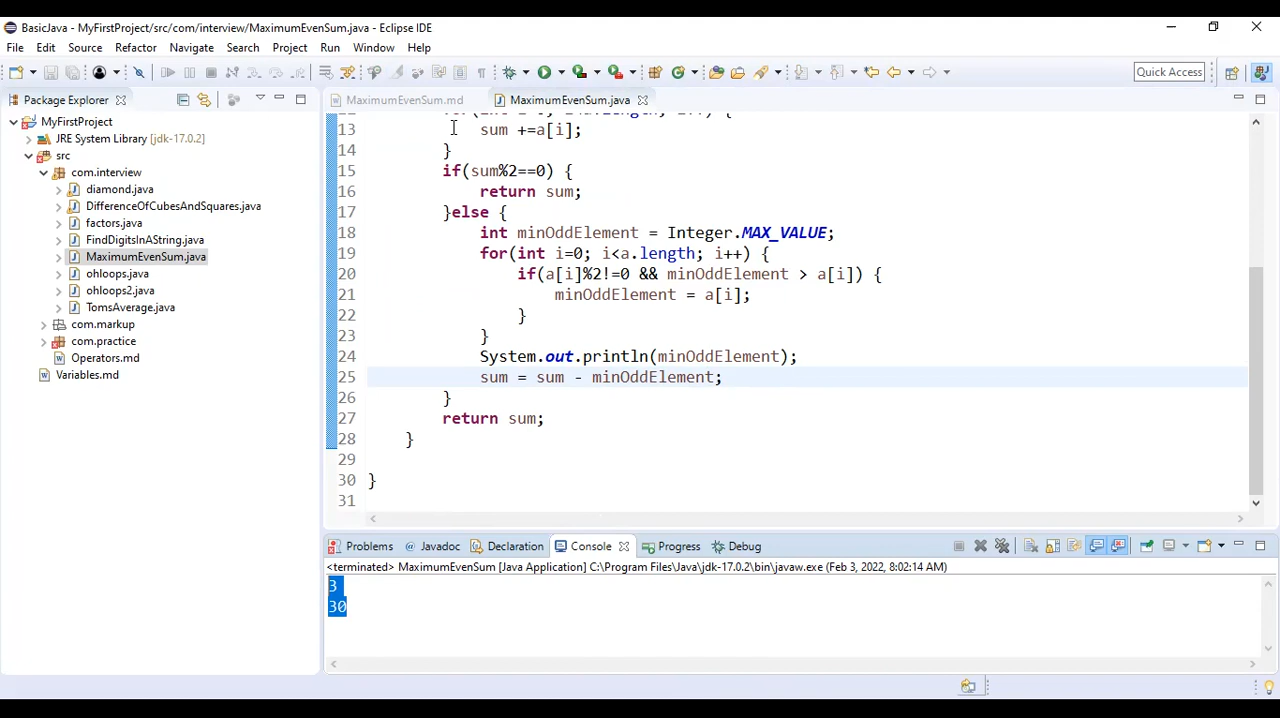 BasicJava - MyFirstProject/src/com/interview/MaximumEvenSum.java - Eclipse IDE
File Edit Source Refactor Navigate Search Project Run Window Help
Quick Access
Package Explorer
MyFirstProject
JRE System Library [jdk-17.0.2]
src
com.interview
diamond.java
DifferenceOfCubesAndSquares.java
factors.java
FindDigitsInAString.java
MaximumEvenSum.java
ohloops.java
ohloops2.java
TomsAverage.java
com.markup
com.practice
Operators.md
Variables.md
MaximumEvenSum.md MaximumEvenSum.java
13 sum +=a[i];
14 }
15 if(sum%2==0) {
16 return sum;
17 }else {
18 int minOddElement = Integer.MAX_VALUE;
19 for(int i=0; i<a.length; i++) {
20 if(a[i]%2!=0 && minOddElement > a[i]) {
21 minOddElement = a[i];
22 }
23 }
24 System.out.println(minOddElement);
25 sum = sum - minOddElement;
26 }
27 return sum;
28 }
29
30 }
31
Problems @ Javadoc Declaration Console Progress Debug
<terminated> MaximumEvenSum [Java Application] C:\Program Files\Java\jdk-17.0.2\bin\javaw.exe (Feb 3, 2022, 8:02:14 AM)
3
30